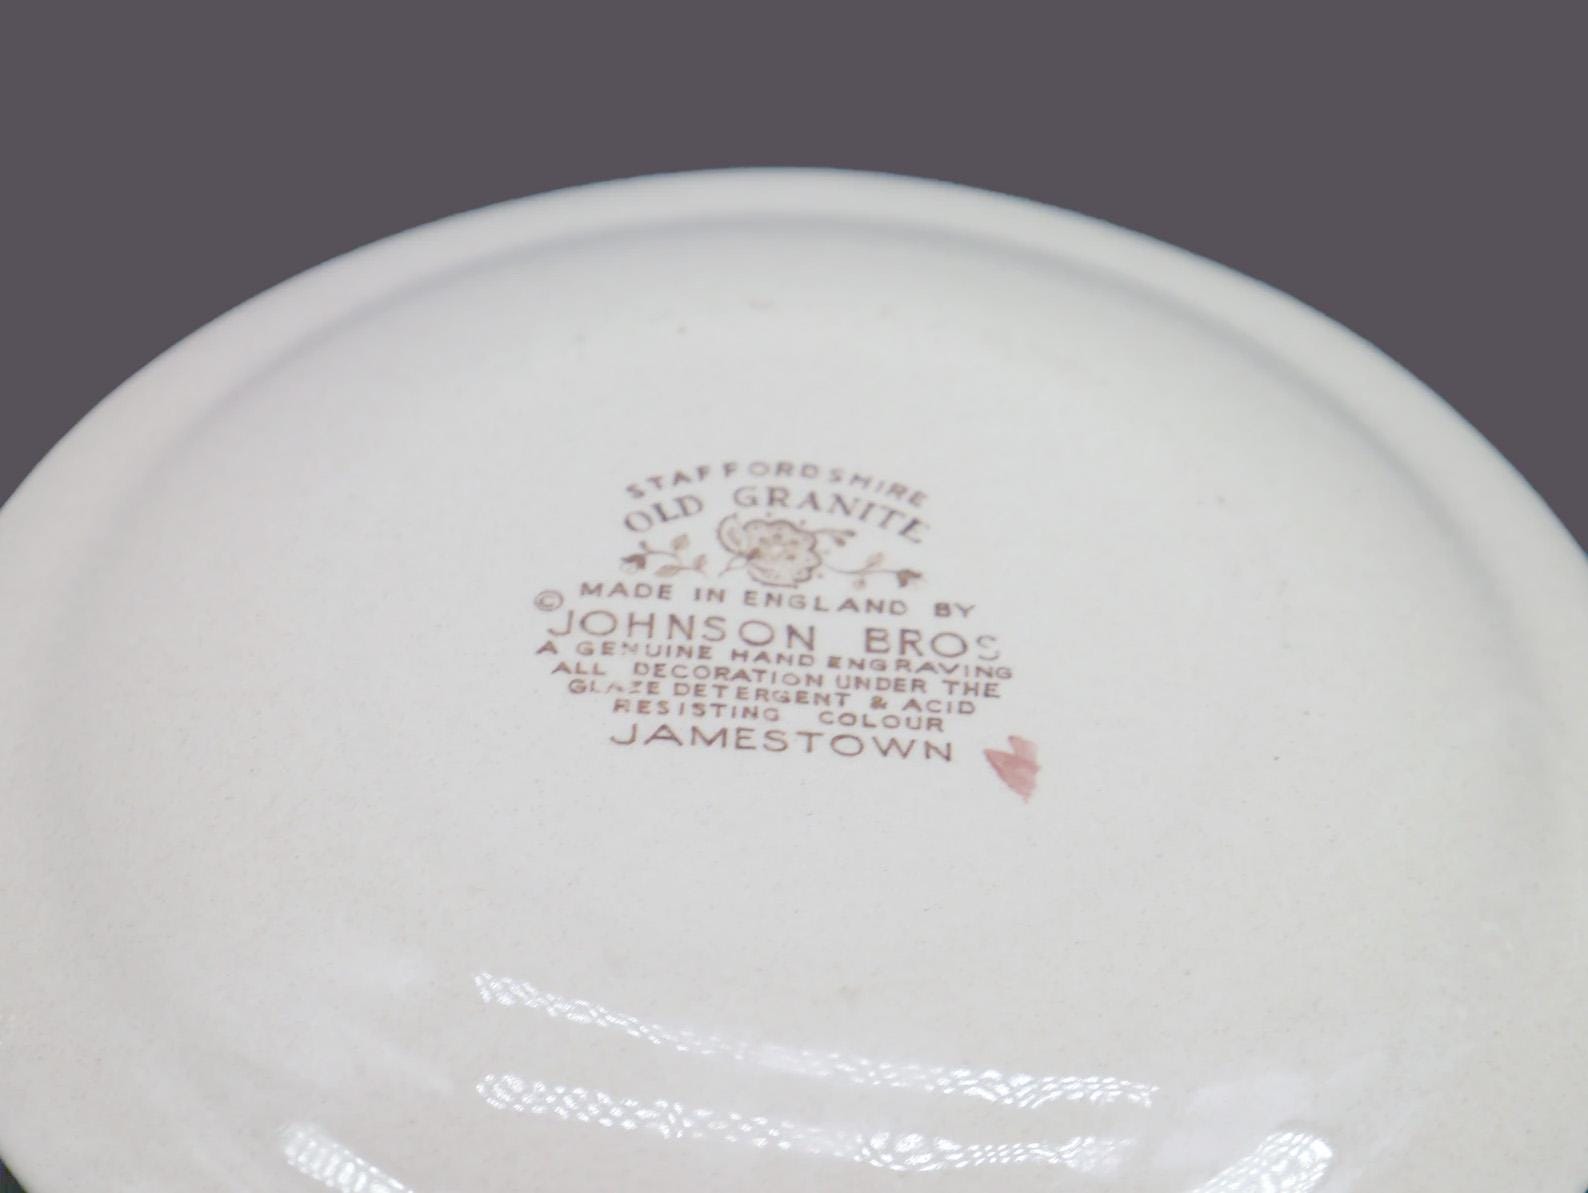 STAFFORDSHIRE
OLD GRANITE
© MADE IN ENGLAND BY
JOHNSON BROS
A GENUINE HAND ENGRAVING
ALL DECORATION UNDER THE
GLAZE DETERGENT & ACID
RESISTING COLOUR
JAMESTOWN